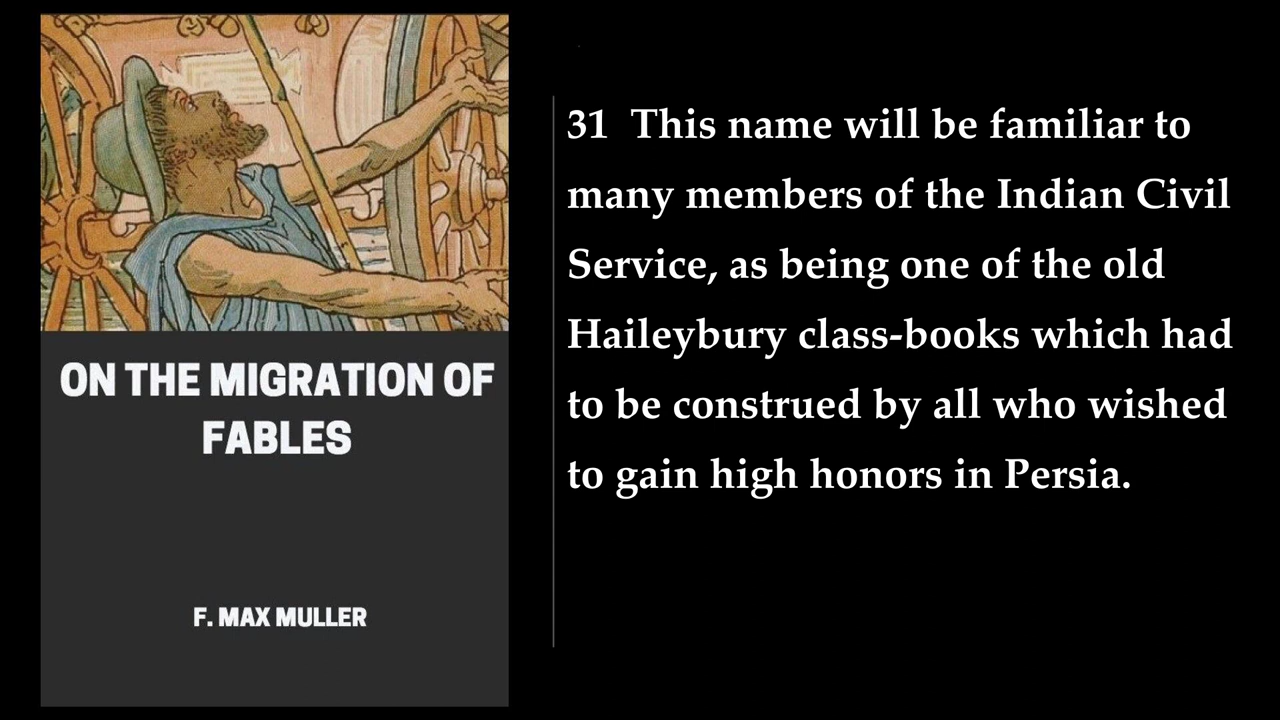 ON THE MIGRATION OF
FABLES
F. MAX MULLER
31 This name will be familiar to
many members of the Indian Civil
Service, as being one of the old
Haileybury class-books which had
to be construed by all who wished
to gain high honors in Persia.